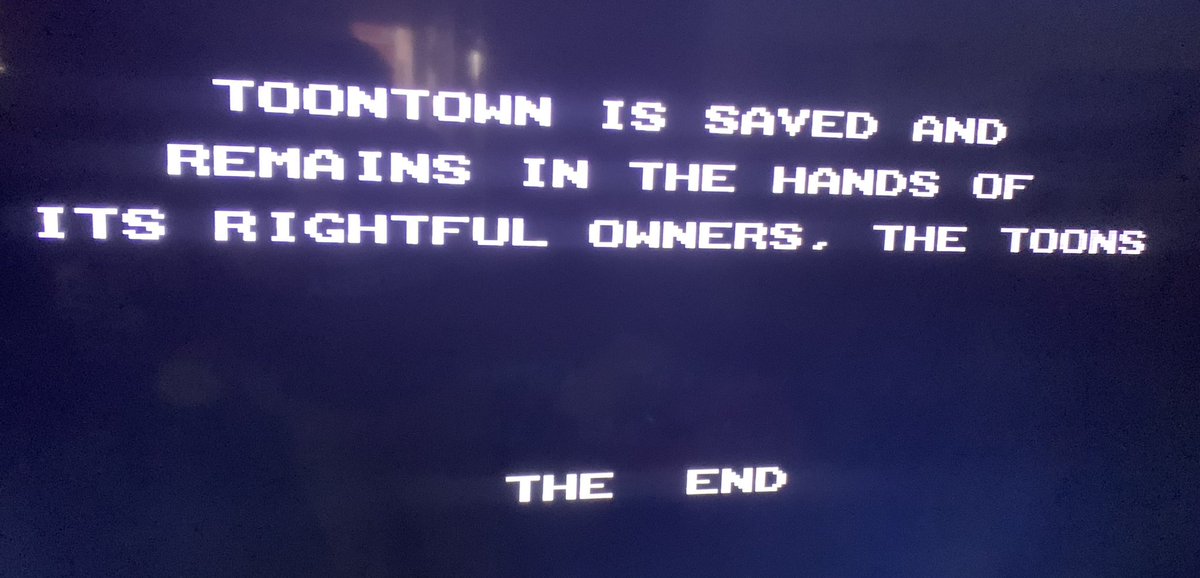 TOONTOWN IS SAVED AND
REMAINS IN THE HANDS OF
ITS RIGHTFUL OWNERS, THE TOONS
THE END